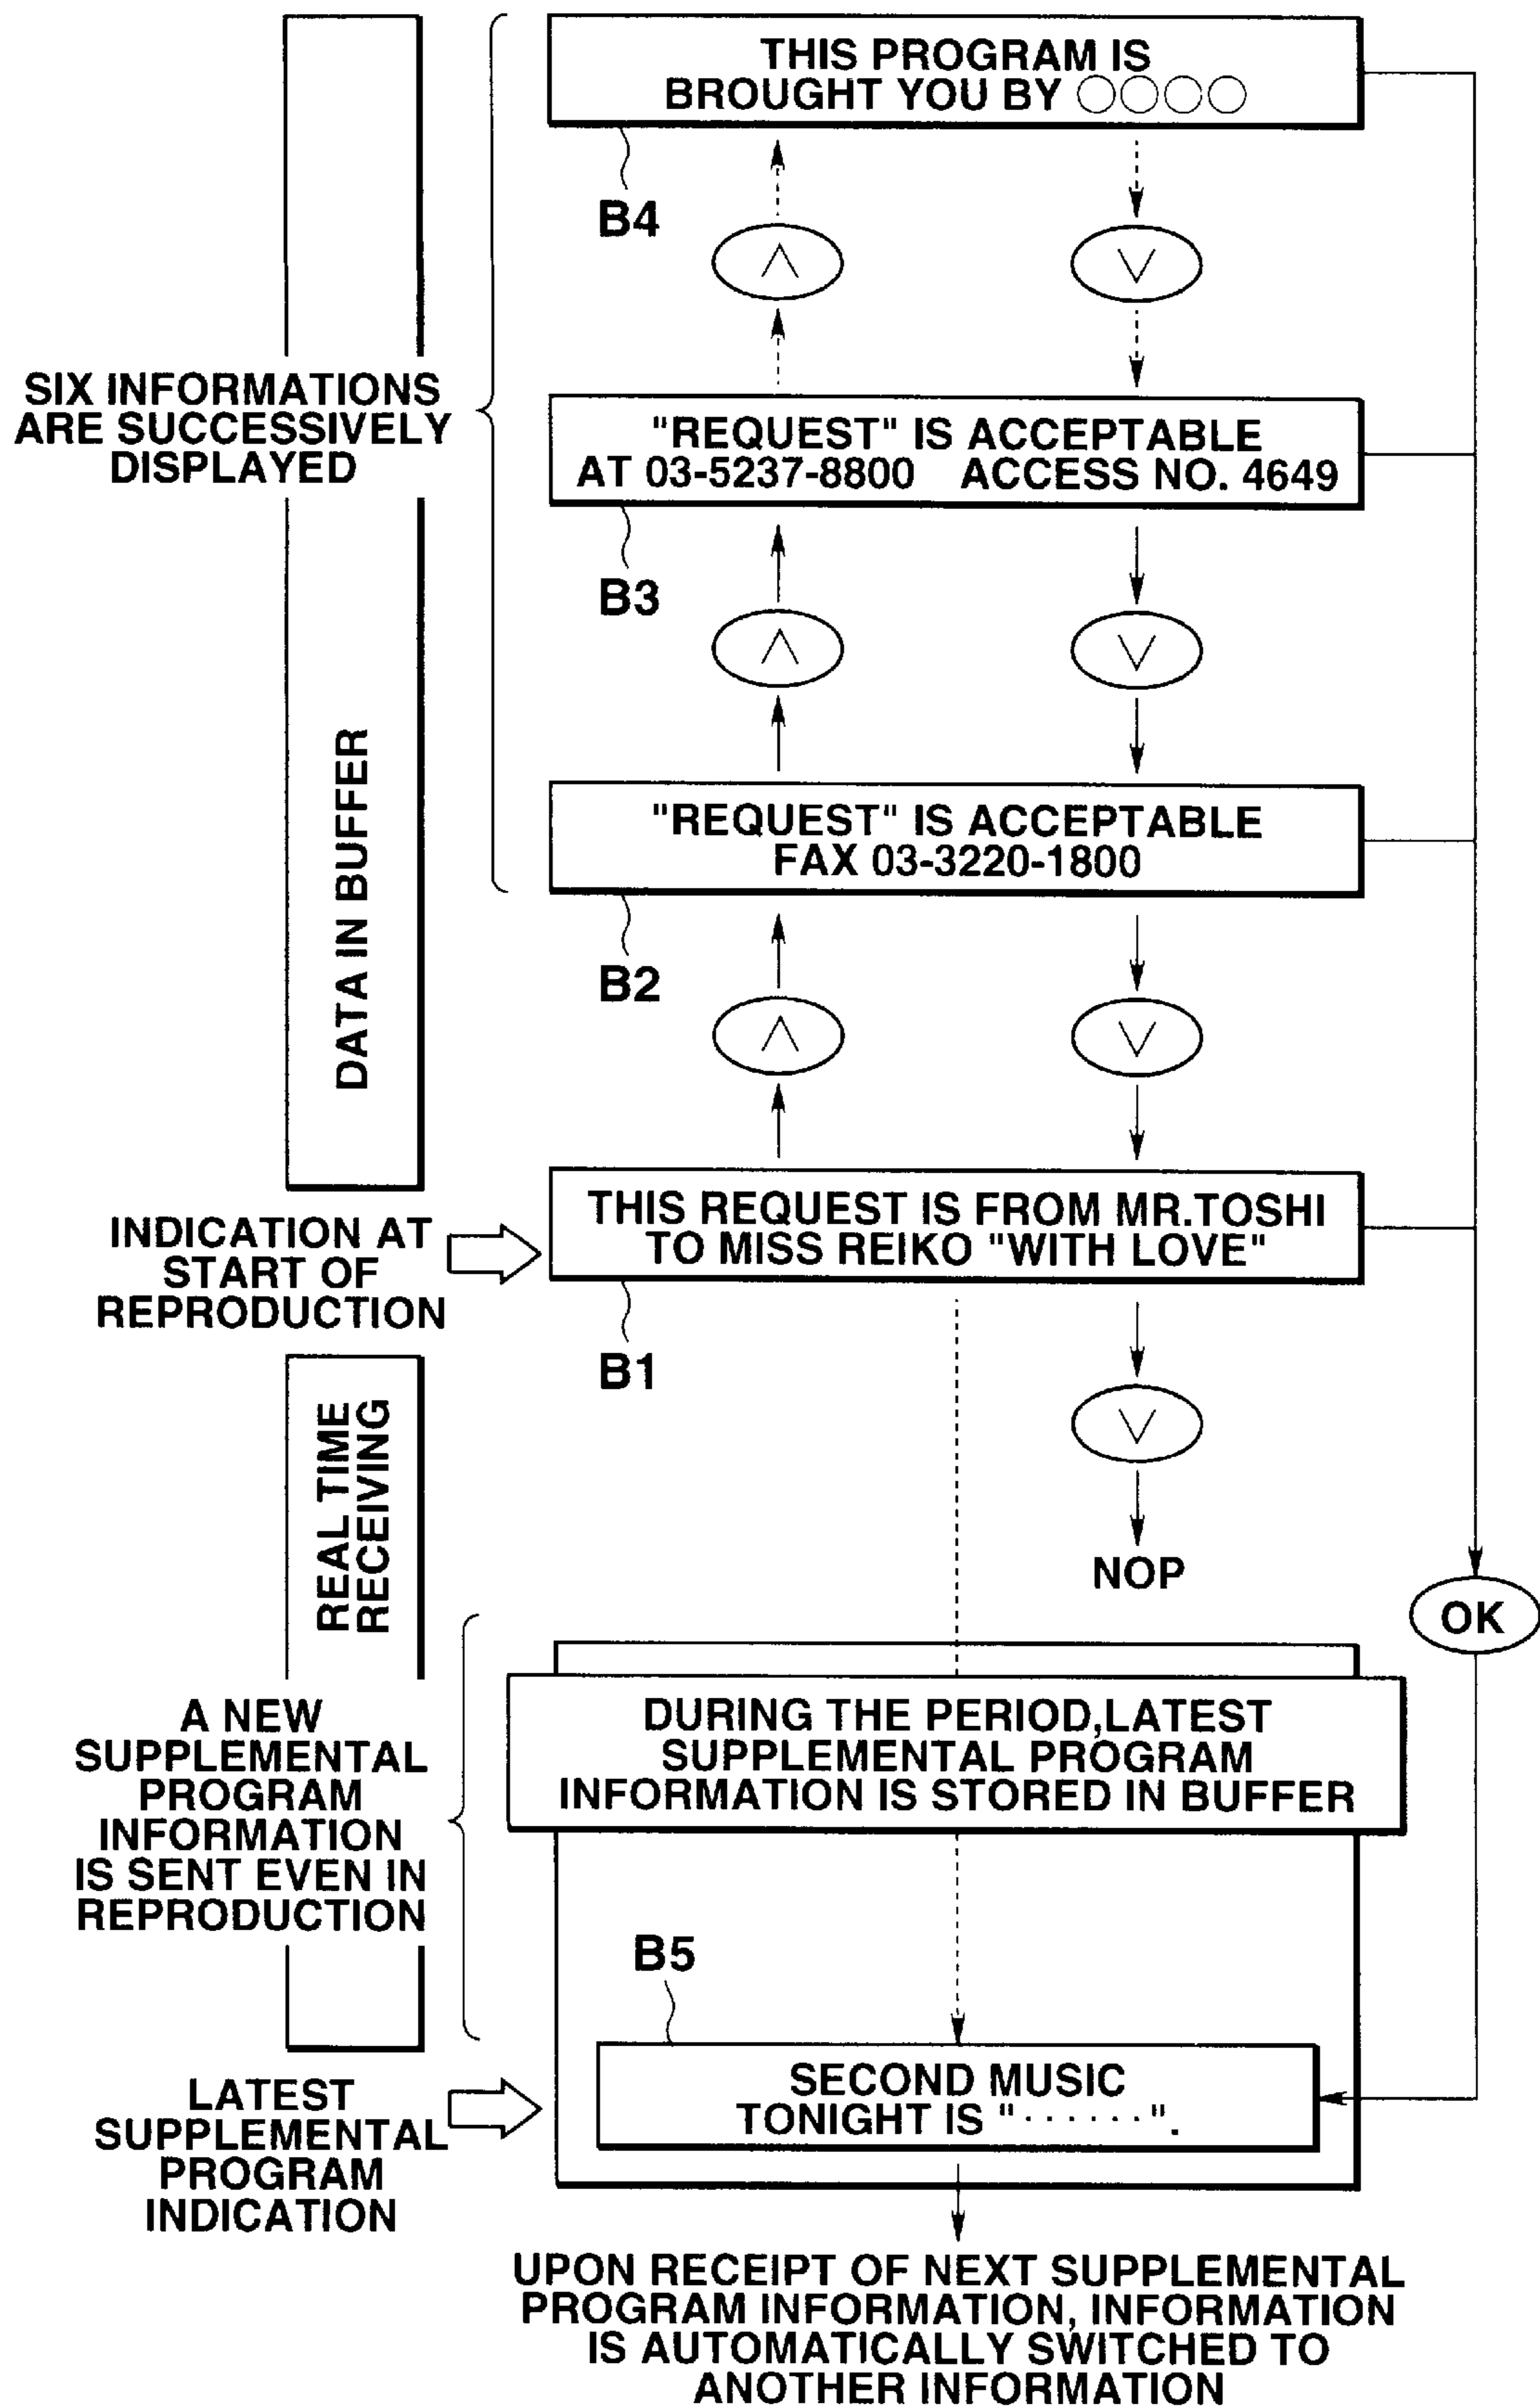 THIS PROGRAM IS
BROUGHT YOU BY ○○○○
B4
∧
∨
SIX INFORMATIONS
ARE SUCCESSIVELY
DISPLAYED
"REQUEST" IS ACCEPTABLE
AT 03-5237-8800 ACCESS NO. 4649
B3
∧
∨
DATA IN BUFFER
"REQUEST" IS ACCEPTABLE
FAX 03-3220-1800
B2
∧
∨
THIS REQUEST IS FROM MR.TOSHI
TO MISS REIKO "WITH LOVE"
INDICATION AT
START OF
REPRODUCTION
B1
∨
REAL TIME
RECEIVING
NOP
OK
A NEW
SUPPLEMENTAL
PROGRAM
INFORMATION
IS SENT EVEN IN
REPRODUCTION
DURING THE PERIOD,LATEST
SUPPLEMENTAL PROGRAM
INFORMATION IS STORED IN BUFFER
B5
SECOND MUSIC
TONIGHT IS "······".
LATEST
SUPPLEMENTAL
PROGRAM
INDICATION
UPON RECEIPT OF NEXT SUPPLEMENTAL
PROGRAM INFORMATION, INFORMATION
IS AUTOMATICALLY SWITCHED TO
ANOTHER INFORMATION